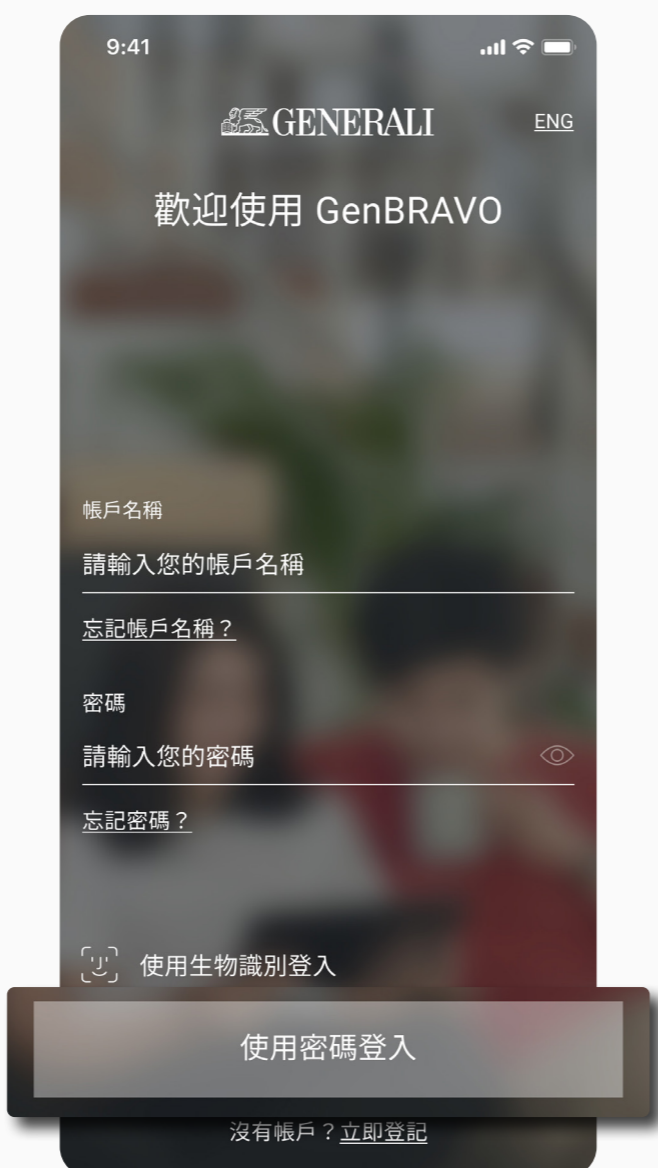 9:41
GENERALI
ENG
歡迎使用 GenBRAVO
帳戶名稱
請輸入您的帳戶名稱
忘記帳戶名稱？
密碼
請輸入您的密碼
忘記密碼？
使用生物識別登入
使用密碼登入
沒有帳戶？立即登記